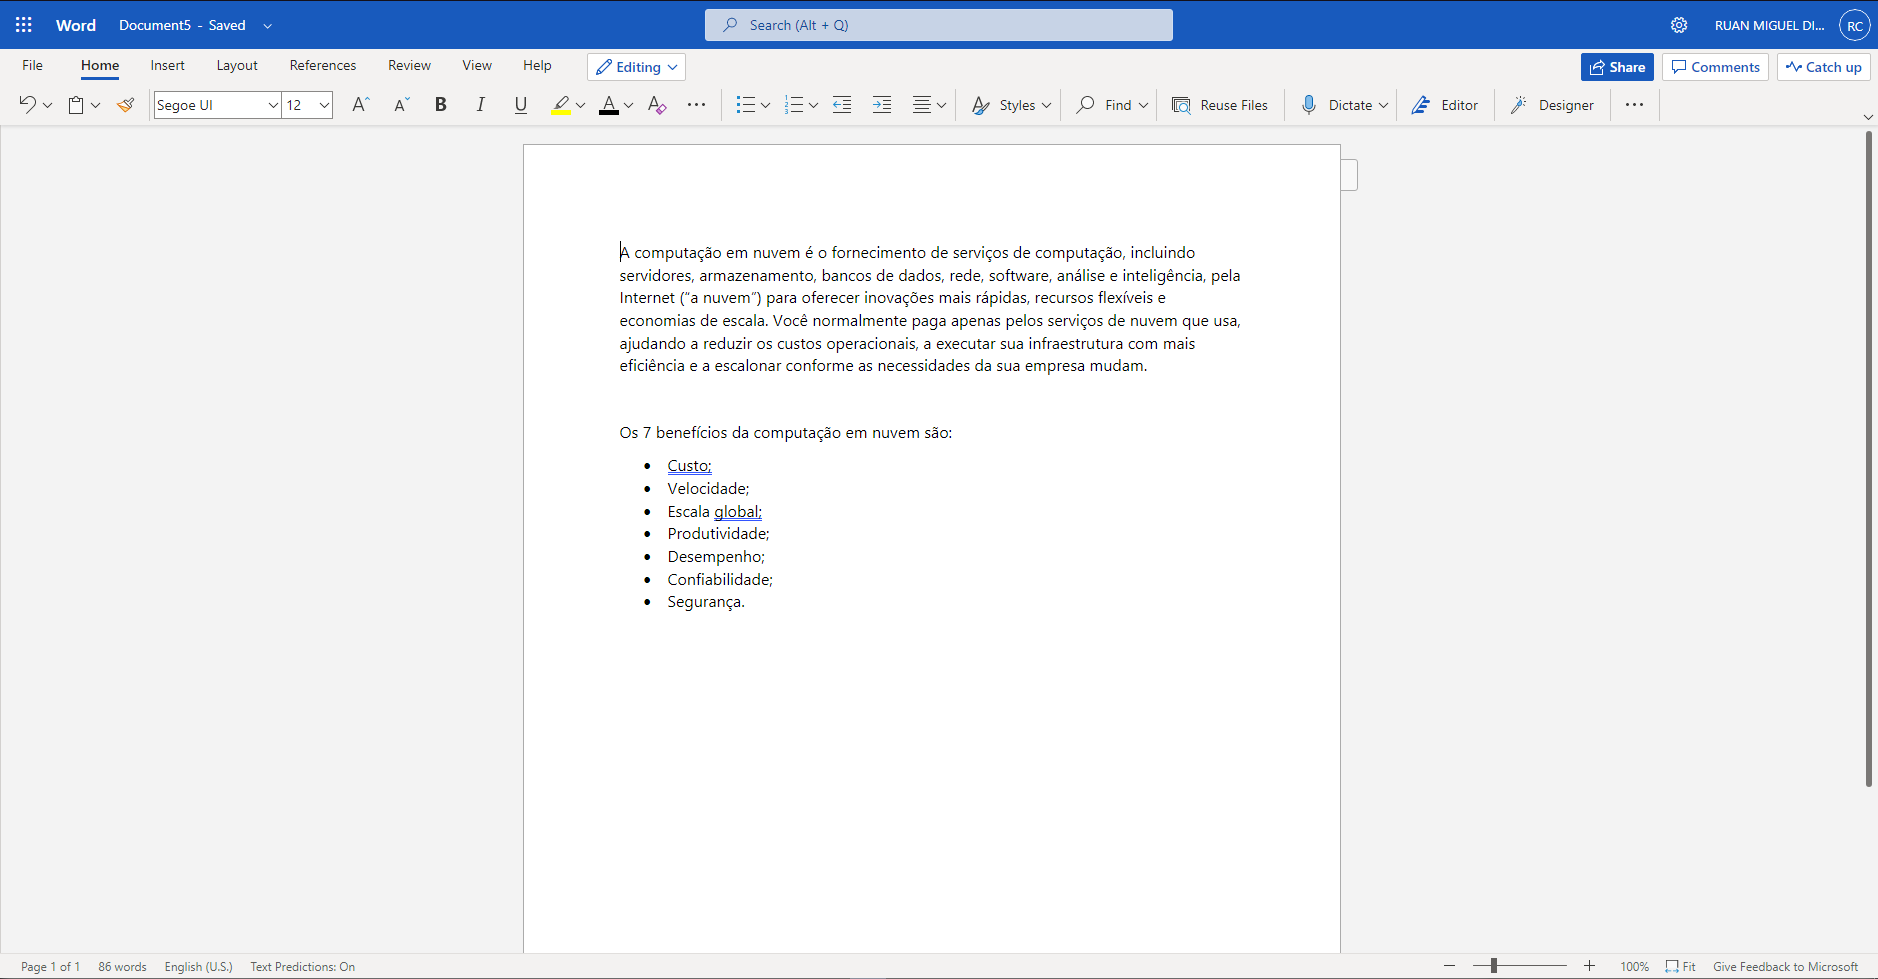 Word Document5 - Saved Search (Alt + Q) RUAN MIGUEL DI... RC
File Home Insert Layout References Review View Help Editing Share Comments Catch up
Segoe UI 12 A^ A˅ B I U A A Styles Find Reuse Files Dictate Editor Designer
A computação em nuvem é o fornecimento de serviços de computação, incluindo
servidores, armazenamento, bancos de dados, rede, software, análise e inteligência, pela
Internet (“a nuvem”) para oferecer inovações mais rápidas, recursos flexíveis e
economias de escala. Você normalmente paga apenas pelos serviços de nuvem que usa,
ajudando a reduzir os custos operacionais, a executar sua infraestrutura com mais
eficiência e a escalonar conforme as necessidades da sua empresa mudam.
Os 7 benefícios da computação em nuvem são:
• Custo;
• Velocidade;
• Escala global;
• Produtividade;
• Desempenho;
• Confiabilidade;
• Segurança.
Page 1 of 1 86 words English (U.S.) Text Predictions: On 100% Fit Give Feedback to Microsoft